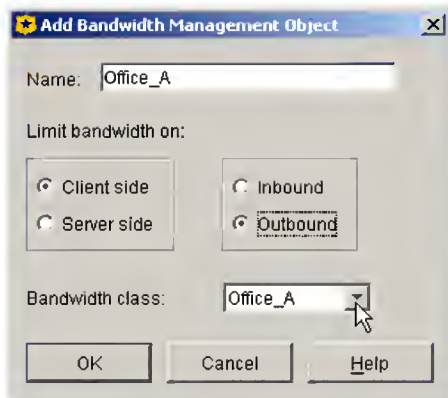 Add Bandwidth Management Object
Name: Office_A
Limit bandwidth on:
Client side Inbound
Server side Outbound
Bandwidth class: Office_A
OK Cancel Help